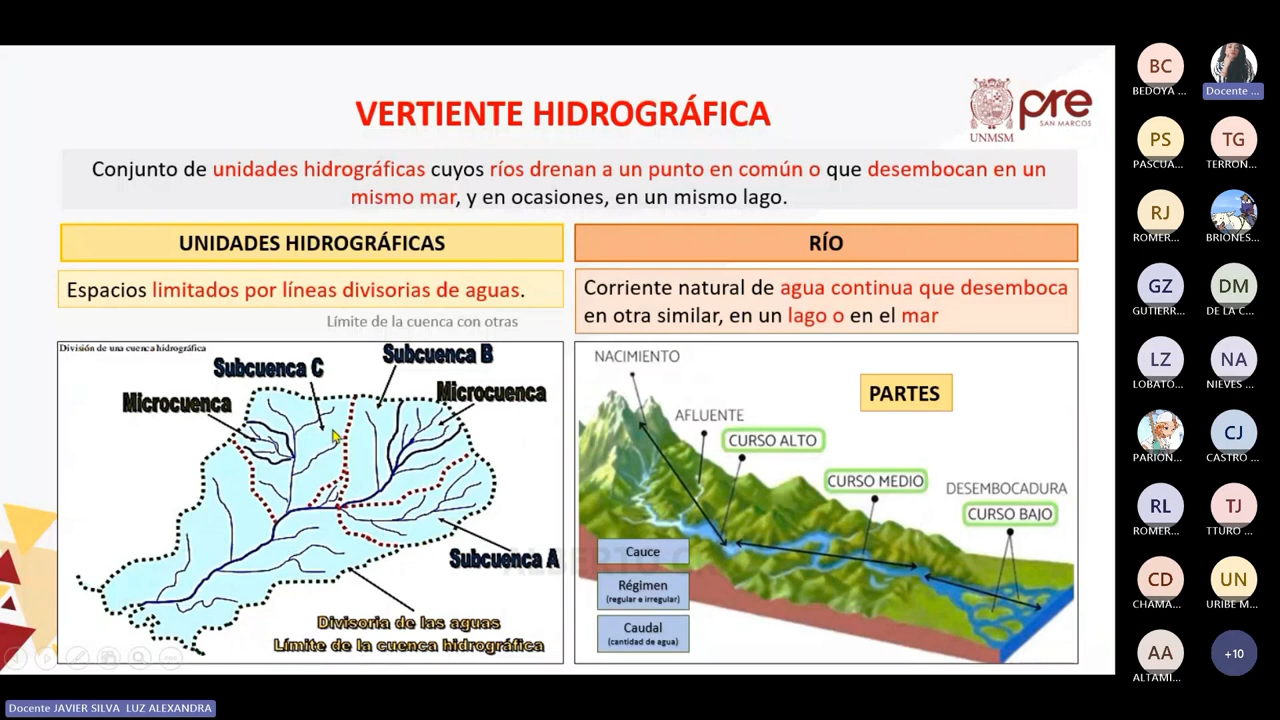 VERTIENTE HIDROGRÁFICA
UNMSM
pre
SAN MARCOS
Conjunto de unidades hidrográficas cuyos ríos drenan a un punto en común o que desembocan en un
mismo mar, y en ocasiones, en un mismo lago.
UNIDADES HIDROGRÁFICAS
Espacios limitados por líneas divisorias de aguas.
Límite de la cuenca con otras
División de una cuenca hidrográfica
Subcuenca B
Subcuenca C
Microcuenca
Microcuenca
Subcuenca A
Divisoria de las aguas
Límite de la cuenca hidrográfica
RÍO
Corriente natural de agua continua que desemboca
en otra similar, en un lago o en el mar
NACIMIENTO
PARTES
AFLUENTE
CURSO ALTO
CURSO MEDIO
DESEMBOCADURA
CURSO BAJO
Cauce
Régimen
(regular e irregular)
Caudal
(cantidad de agua)
BC
BEDOYA ...
Docente ...
PS
PASCUA...
TG
TERRON...
RJ
ROMER...
BRIONES...
GZ
GUTIERR...
DM
DE LA C...
LZ
LOBATO...
NA
NIEVES ...
PARION...
CJ
CASTRO ...
RL
ROMER...
TJ
TTURO ...
CD
CHAMA...
UN
URIBE M...
AA
ALTAMI...
+10
Docente JAVIER SILVA LUZ ALEXANDRA